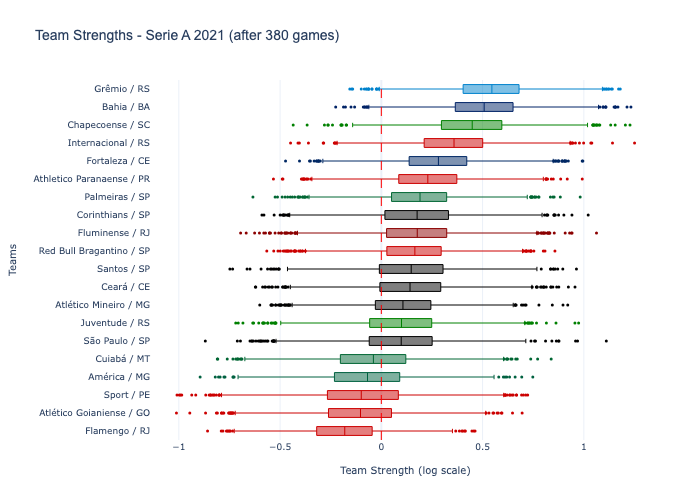 Team Strengths - Serie A 2021 (after 380 games)
Grêmio / RS
Bahia / BA
Chapecoense / SC
Internacional / RS
Fortaleza / CE
Athletico Paranaense / PR
Palmeiras / SP
Corinthians / SP
Fluminense / RJ
Red Bull Bragantino / SP
Santos / SP
Ceará / CE
Atlético Mineiro / MG
Juventude / RS
São Paulo / SP
Cuiabá / MT
América / MG
Sport / PE
Atlético Goianiense / GO
Flamengo / RJ
Teams
−1 −0.5 0 0.5 1
Team Strength (log scale)